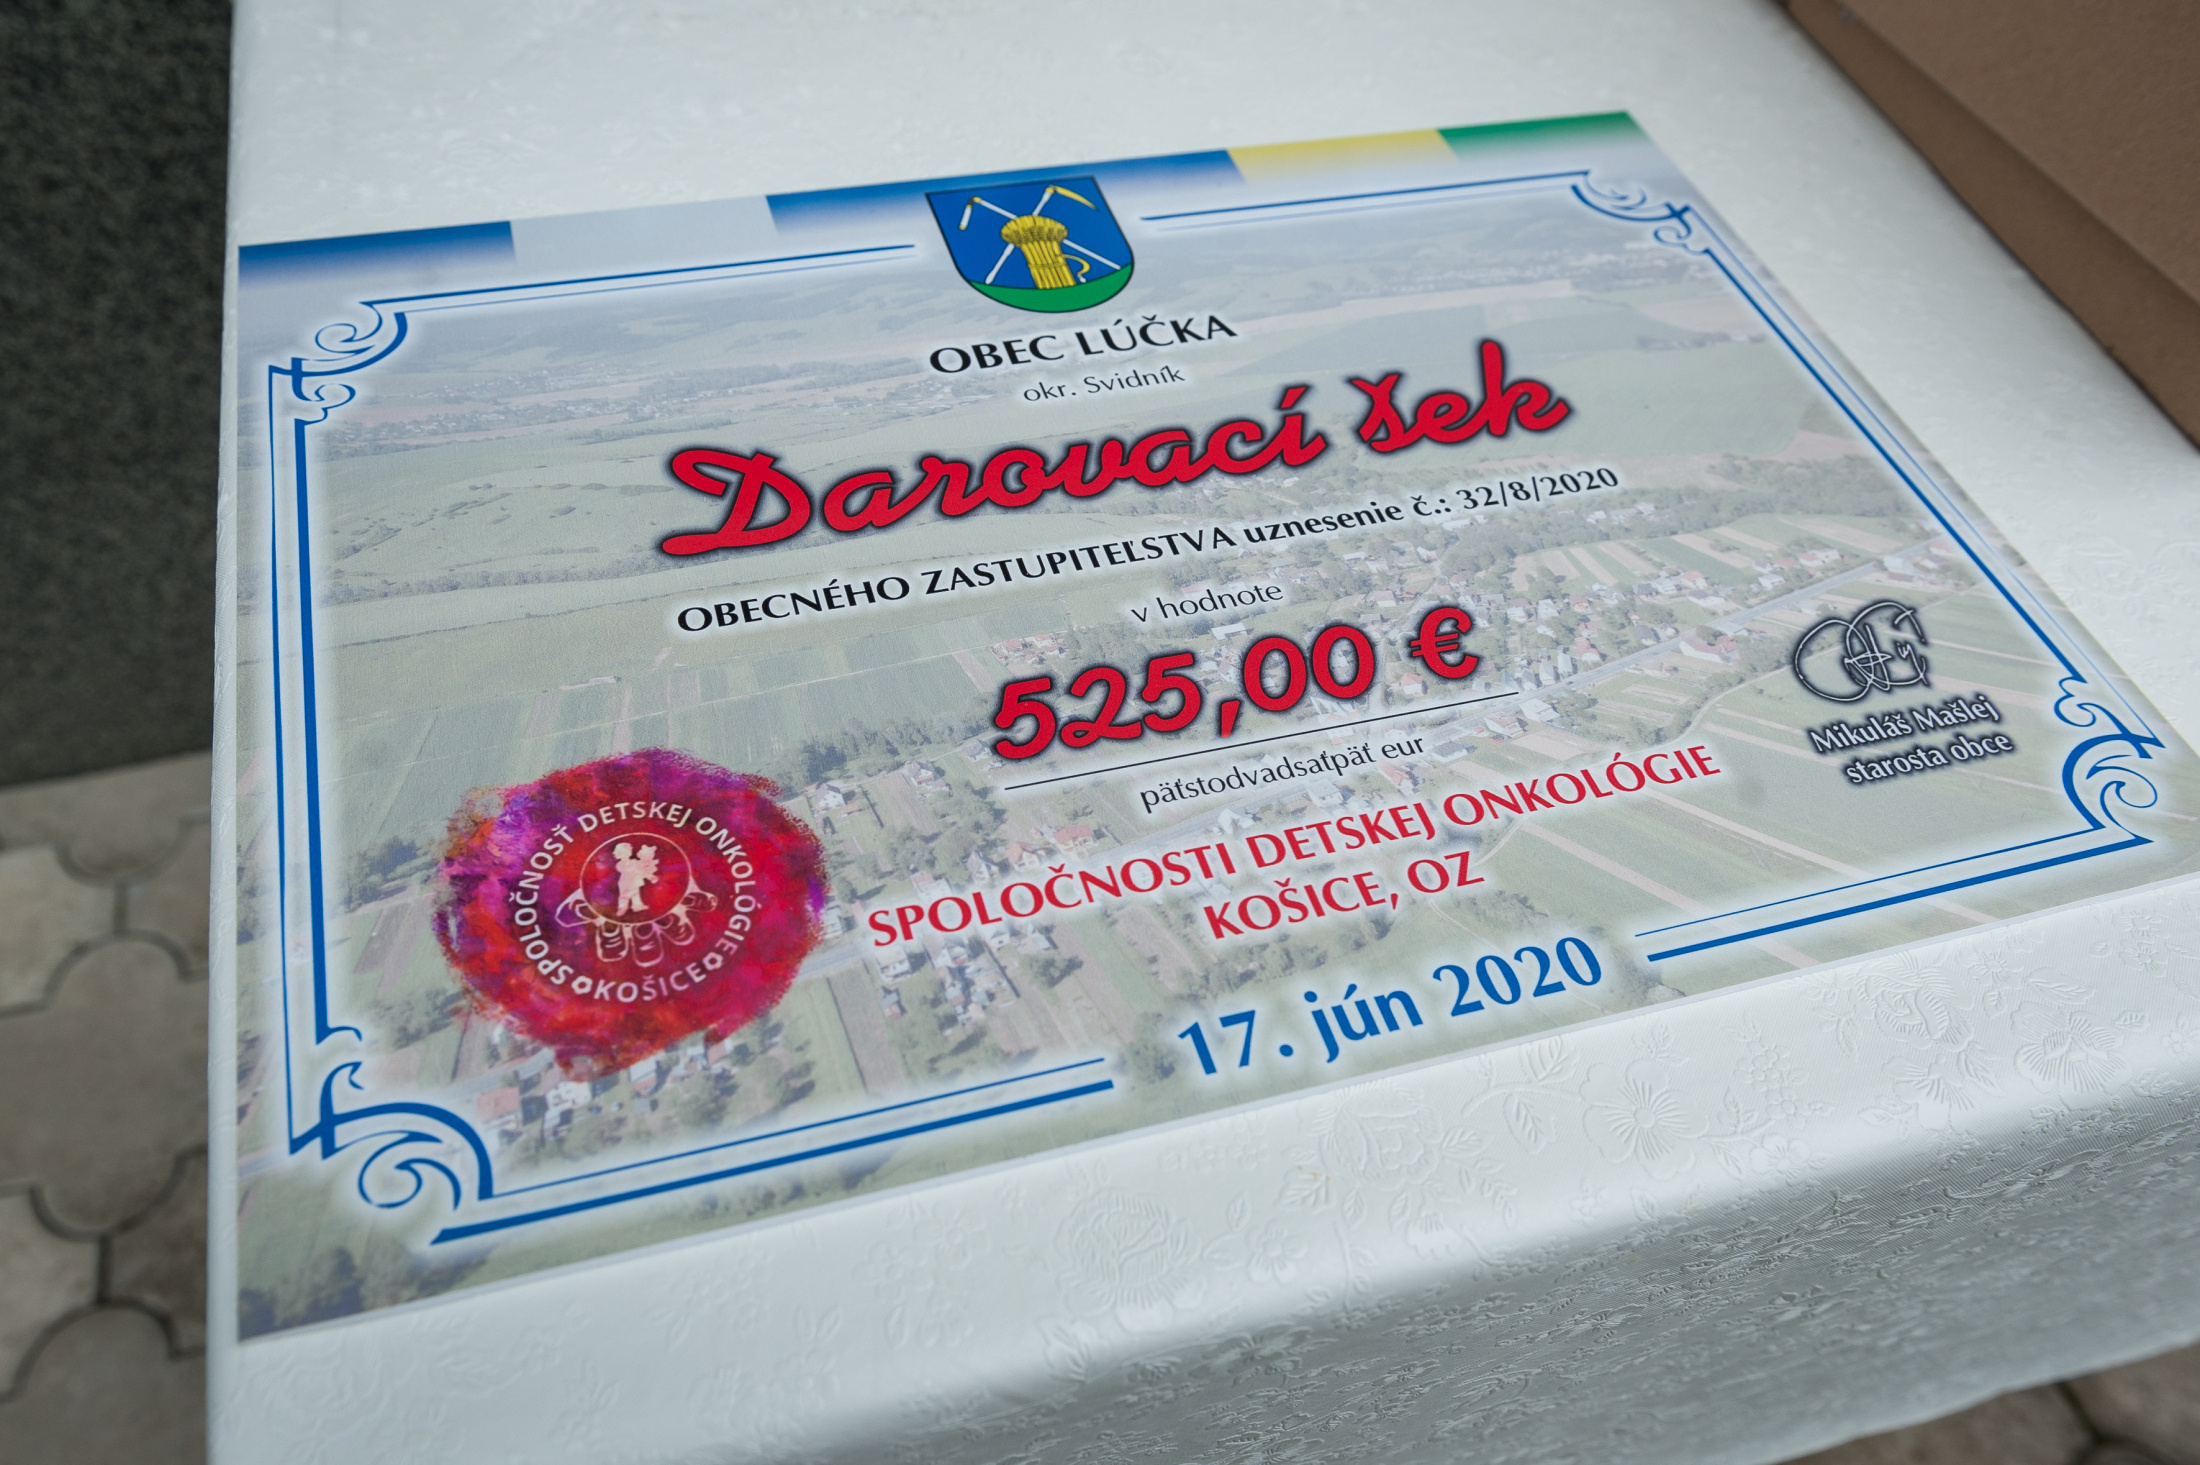 OBEC LÚČKA
okr. Svidník
Darovací šek
OBECNÉHO ZASTUPITEĽSTVA uznesenie č.: 32/8/2020
v hodnote
525,00 €
päťstodvadsaťpäť eur
Mikuláš Mašlej
starosta obce
SPOLOČNOSTI DETSKEJ ONKOLÓGIE
KOŠICE, OZ
SPOLOČNOSŤ DETSKEJ ONKOLÓGIE
KOŠICE
17. jún 2020